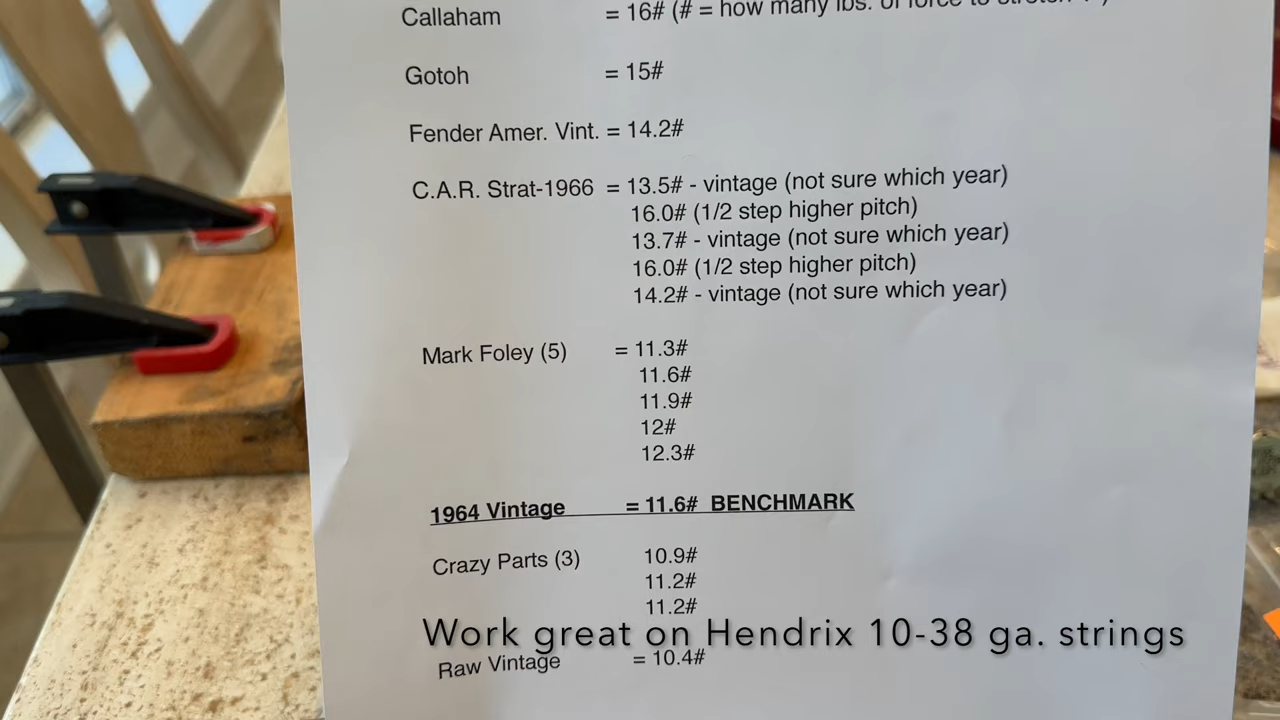 Callaham = 16# (# = how many lbs. of force to stretch
Gotoh = 15#
Fender Amer. Vint. = 14.2#
C.A.R. Strat-1966 = 13.5# - vintage (not sure which year)
16.0# (1/2 step higher pitch)
13.7# - vintage (not sure which year)
16.0# (1/2 step higher pitch)
14.2# - vintage (not sure which year)
Mark Foley (5) = 11.3#
11.6#
11.9#
12#
12.3#
1964 Vintage = 11.6# BENCHMARK
Crazy Parts (3) 10.9#
11.2#
11.2#
Work great on Hendrix 10-38 ga. strings
Raw Vintage = 10.4#